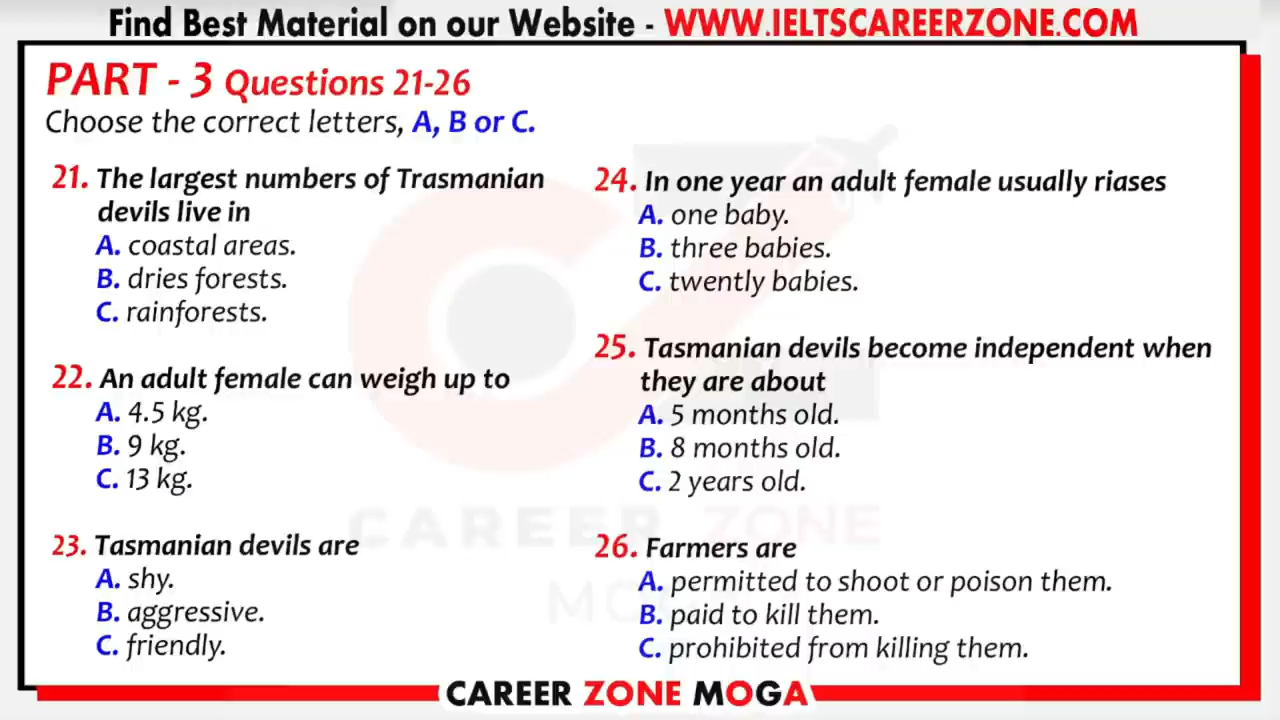 Find Best Material on our Website - WWW.IELTSCAREERZONE.COM
PART - 3 Questions 21-26
Choose the correct letters, A, B or C.
21. The largest numbers of Trasmanian
devils live in
A. coastal areas.
B. dries forests.
C. rainforests.
22. An adult female can weigh up to
A. 4.5 kg.
B. 9 kg.
C. 13 kg.
23. Tasmanian devils are
A. shy.
B. aggressive.
C. friendly.
24. In one year an adult female usually riases
A. one baby.
B. three babies.
C. twently babies.
25. Tasmanian devils become independent when
they are about
A. 5 months old.
B. 8 months old.
C. 2 years old.
26. Farmers are
A. permitted to shoot or poison them.
B. paid to kill them.
C. prohibited from killing them.
CAREER ZONE
MOGA
CAREER ZONE MOGA